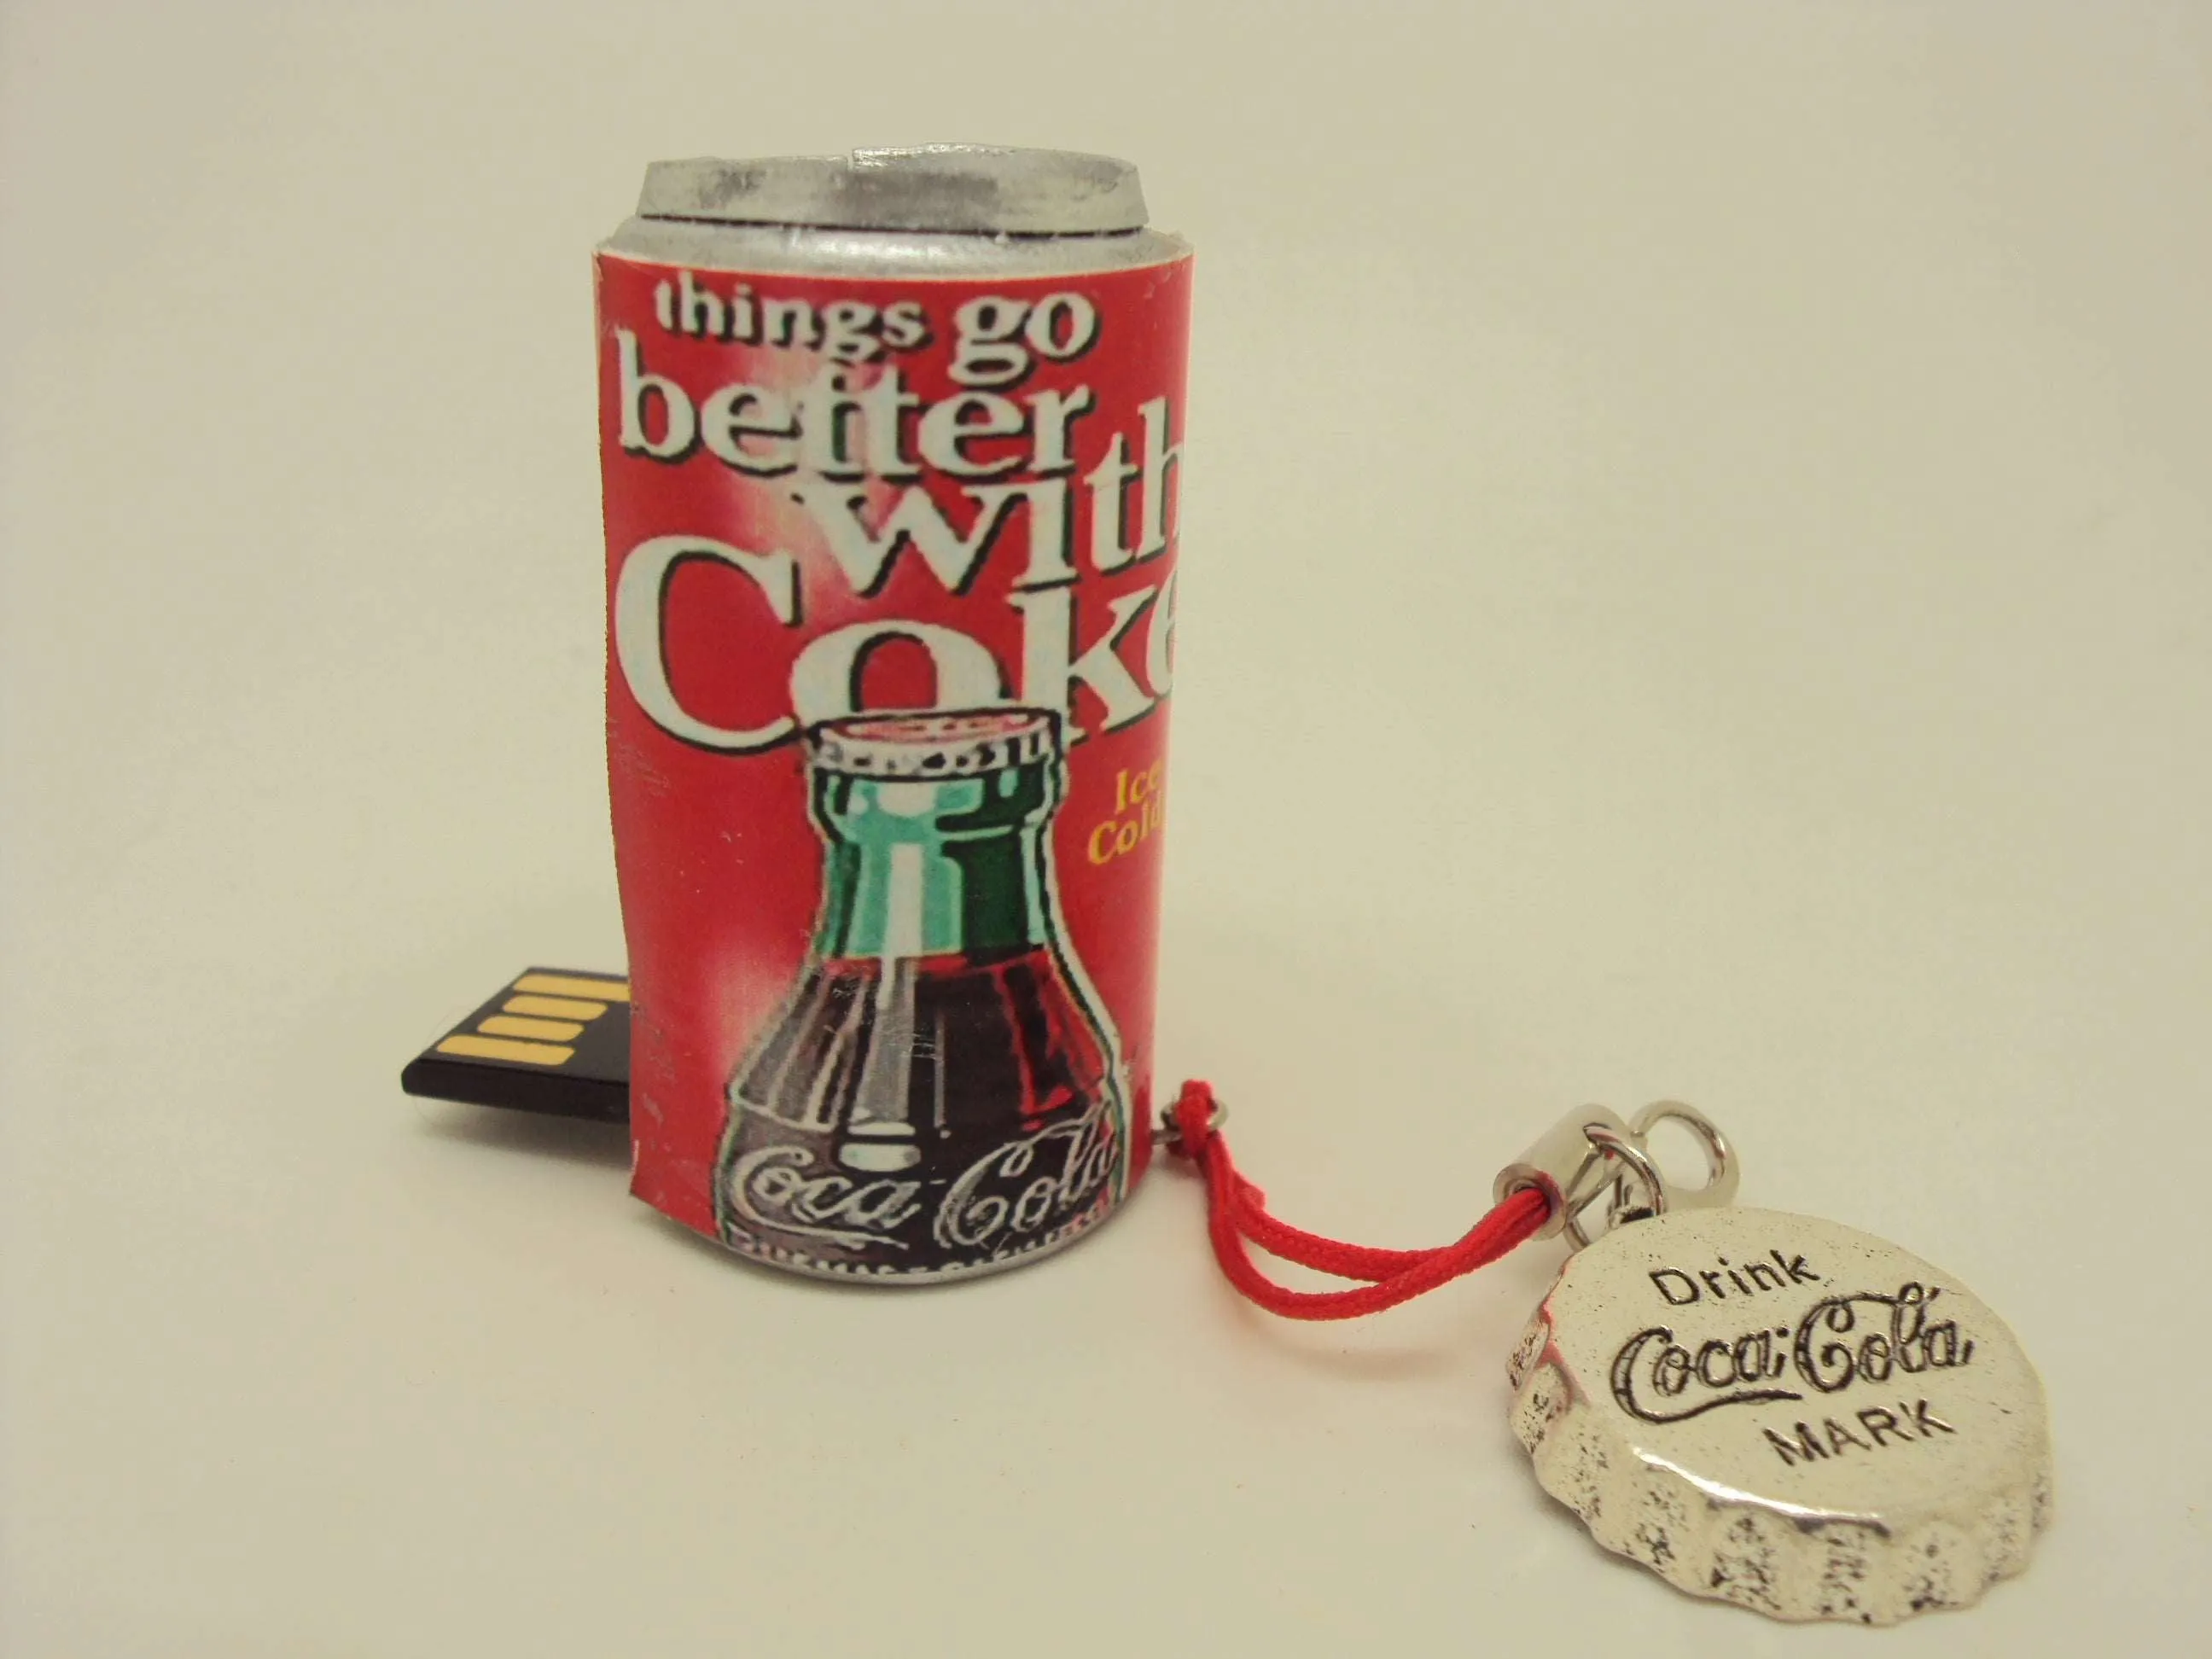 things go
better
with
Coke
Ice
Cold
Coca-Cola
Drink
Coca-Cola
MARK